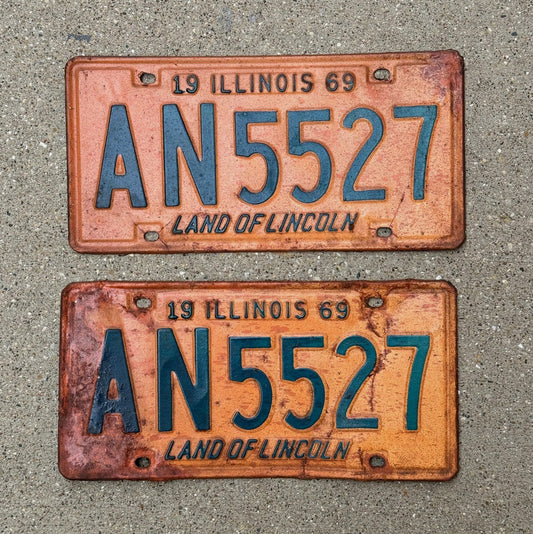 19 ILLINOIS 69
AN5527
LAND OF LINCOLN
19 ILLINOIS 69
AN5527
LAND OF LINCOLN